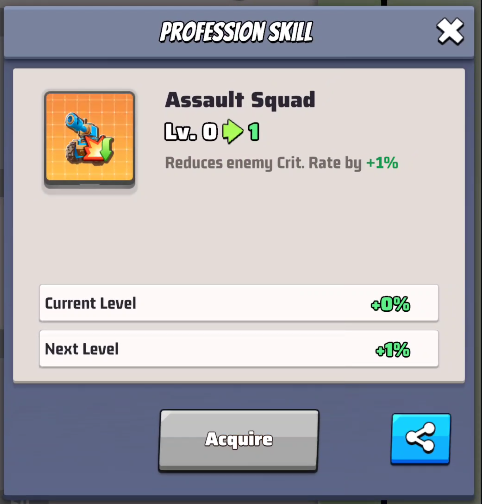 PROFESSION SKILL
Assault Squad
Lv. 0 1
Reduces enemy Crit. Rate by +1%
Current Level +0%
Next Level +1%
Acquire